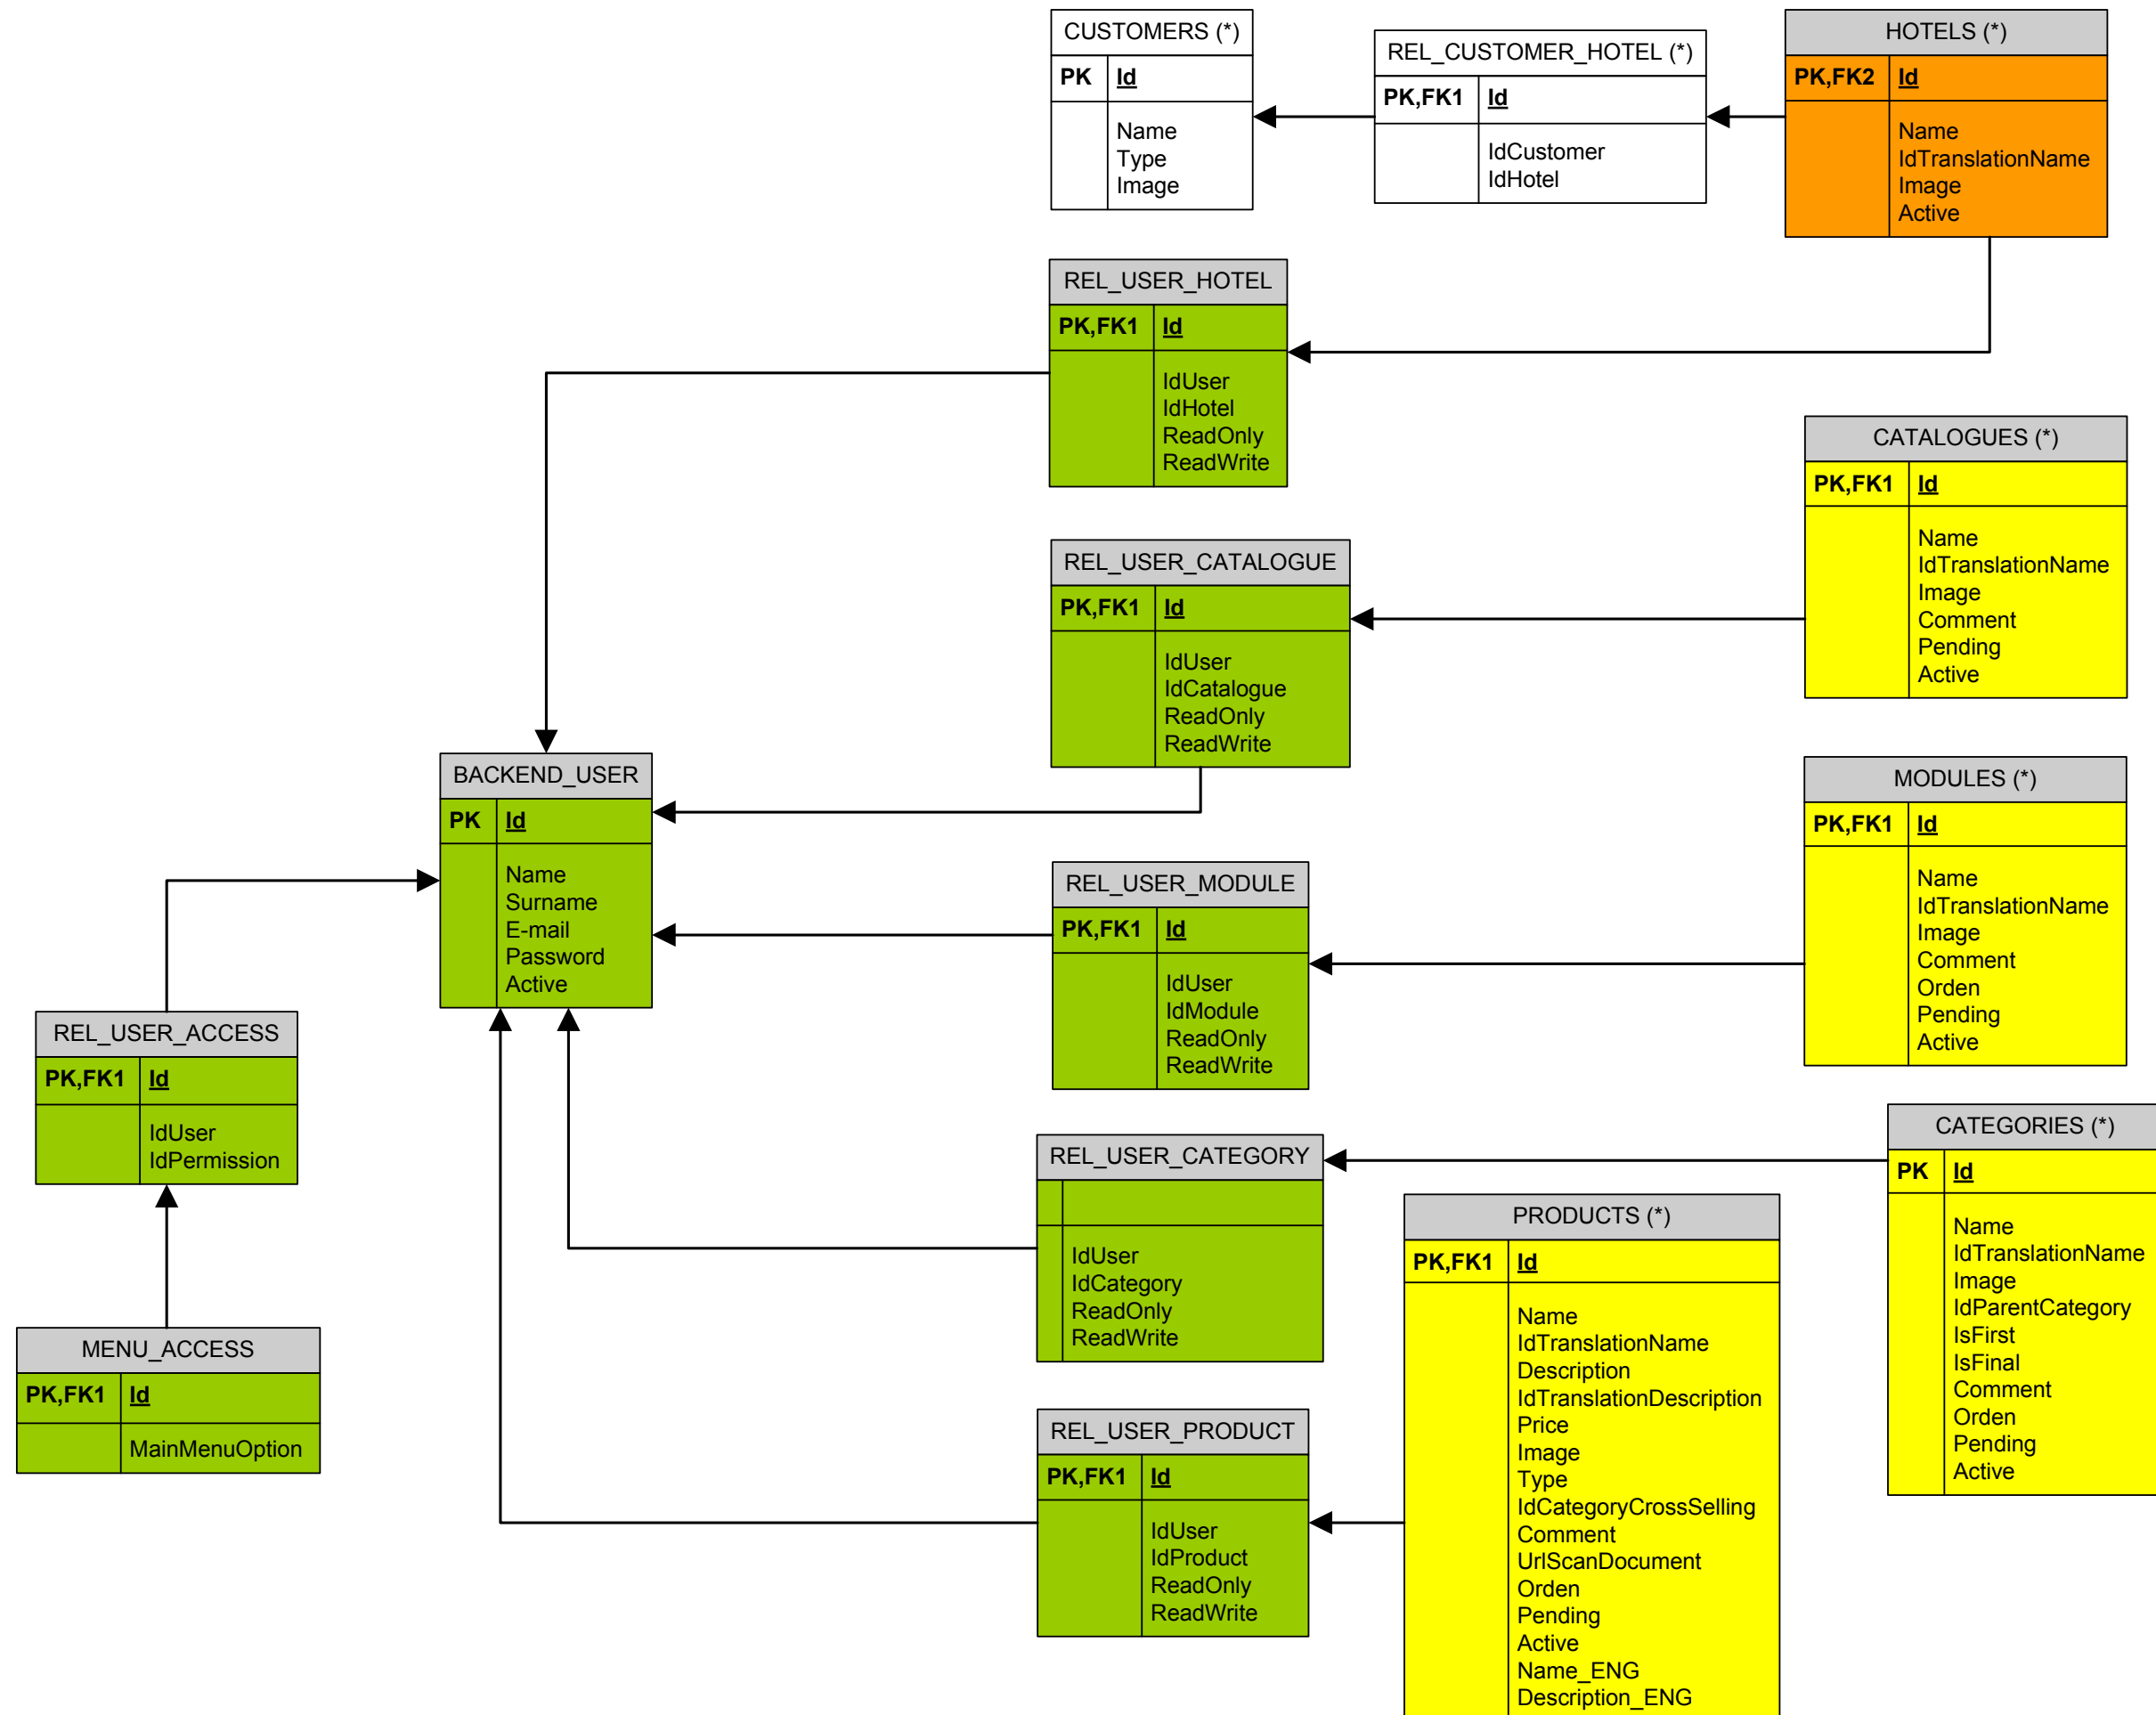 CUSTOMERS (*)
PK Id
Name
Type
Image
REL_CUSTOMER_HOTEL (*)
PK,FK1 Id
IdCustomer
IdHotel
HOTELS (*)
PK,FK2 Id
Name
IdTranslationName
Image
Active
REL_USER_HOTEL
PK,FK1 Id
IdUser
IdHotel
ReadOnly
ReadWrite
CATALOGUES (*)
PK,FK1 Id
Name
IdTranslationName
Image
Comment
Pending
Active
REL_USER_CATALOGUE
PK,FK1 Id
IdUser
IdCatalogue
ReadOnly
ReadWrite
BACKEND_USER
PK Id
Name
Surname
E-mail
Password
Active
MODULES (*)
PK,FK1 Id
Name
IdTranslationName
Image
Comment
Orden
Pending
Active
REL_USER_MODULE
PK,FK1 Id
IdUser
IdModule
ReadOnly
ReadWrite
REL_USER_ACCESS
PK,FK1 Id
IdUser
IdPermission
REL_USER_CATEGORY
IdUser
IdCategory
ReadOnly
ReadWrite
CATEGORIES (*)
PK Id
Name
IdTranslationName
Image
IdParentCategory
IsFirst
IsFinal
Comment
Orden
Pending
Active
PRODUCTS (*)
PK,FK1 Id
Name
IdTranslationName
Description
IdTranslationDescription
Price
Image
Type
IdCategoryCrossSelling
Comment
UrlScanDocument
Orden
Pending
Active
Name_ENG
Description_ENG
MENU_ACCESS
PK,FK1 Id
MainMenuOption
REL_USER_PRODUCT
PK,FK1 Id
IdUser
IdProduct
ReadOnly
ReadWrite